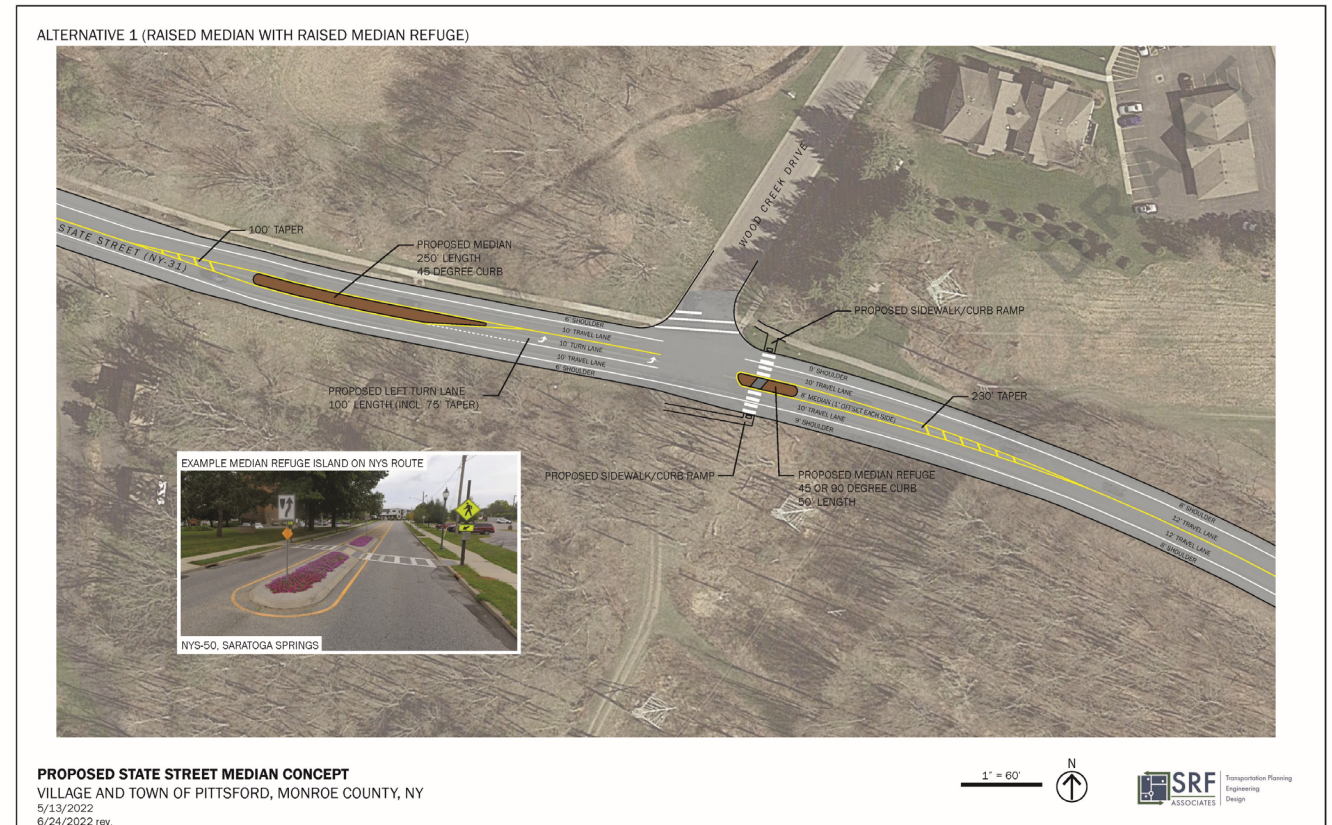 ALTERNATIVE 1 (RAISED MEDIAN WITH RAISED MEDIAN REFUGE)
STATE STREET (NY-31)
100' TAPER
PROPOSED MEDIAN
250' LENGTH
45 DEGREE CURB
WOOD CREEK DRIVE
DRAFT
6' SHOULDER
10' TRAVEL LANE
10' TURN LANE
10' TRAVEL LANE
6' SHOULDER
PROPOSED SIDEWALK/CURB RAMP
PROPOSED LEFT TURN LANE
100' LENGTH (INCL. 75' TAPER)
9' SHOULDER
10' TRAVEL LANE
8' MEDIAN (1' OFFSET EACH SIDE)
10' TRAVEL LANE
9' SHOULDER
230' TAPER
PROPOSED SIDEWALK/CURB RAMP
PROPOSED MEDIAN REFUGE
45 OR 90 DEGREE CURB
50' LENGTH
8' SHOULDER
12' TRAVEL LANE
12' TRAVEL LANE
8' SHOULDER
EXAMPLE MEDIAN REFUGE ISLAND ON NYS ROUTE
NYS-50, SARATOGA SPRINGS
PROPOSED STATE STREET MEDIAN CONCEPT
VILLAGE AND TOWN OF PITTSFORD, MONROE COUNTY, NY
5/13/2022
6/24/2022 rev.
1" = 60'
N
SRF
ASSOCIATES
Transportation Planning
Engineering
Design